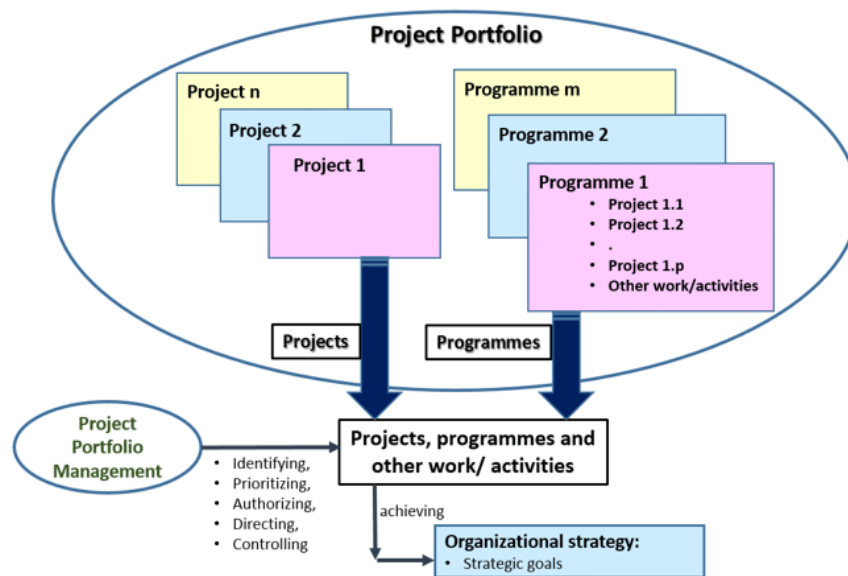 Project Portfolio
Project n
Project 2
Project 1
Programme m
Programme 2
Programme 1
• Project 1.1
• Project 1.2
• .
• Project 1.p
• Other work/activities
Projects
Programmes
Project
Portfolio
Management
• Identifying,
• Prioritizing,
• Authorizing,
• Directing,
• Controlling
Projects, programmes and
other work/ activities
achieving
Organizational strategy:
• Strategic goals